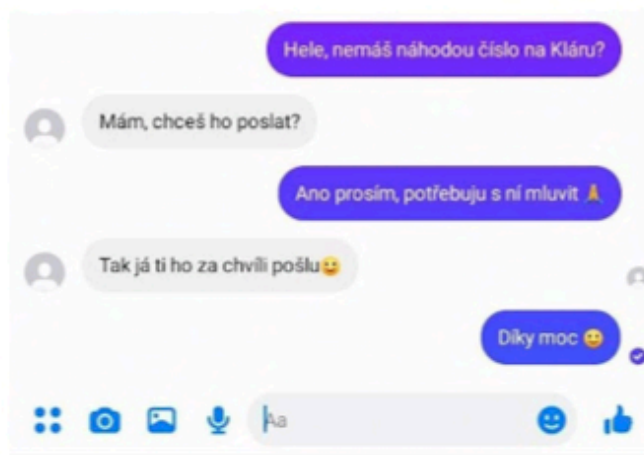 Hele, nemáš náhodou číslo na Kláru?
Mám, chceš ho poslat?
Ano prosím, potřebuju s ní mluvit 🙏
Tak já ti ho za chvíli pošlu😄
Díky moc 😄
Aa